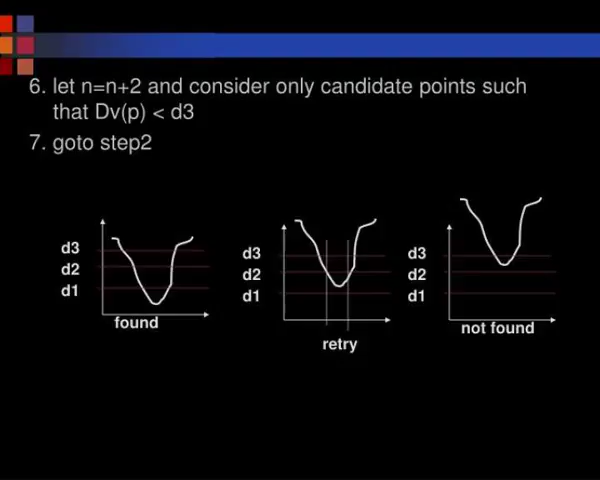 6. let n=n+2 and consider only candidate points such
that Dv(p) < d3
7. goto step2
d3
d2
d1
found
d3
d2
d1
retry
d3
d2
d1
not found